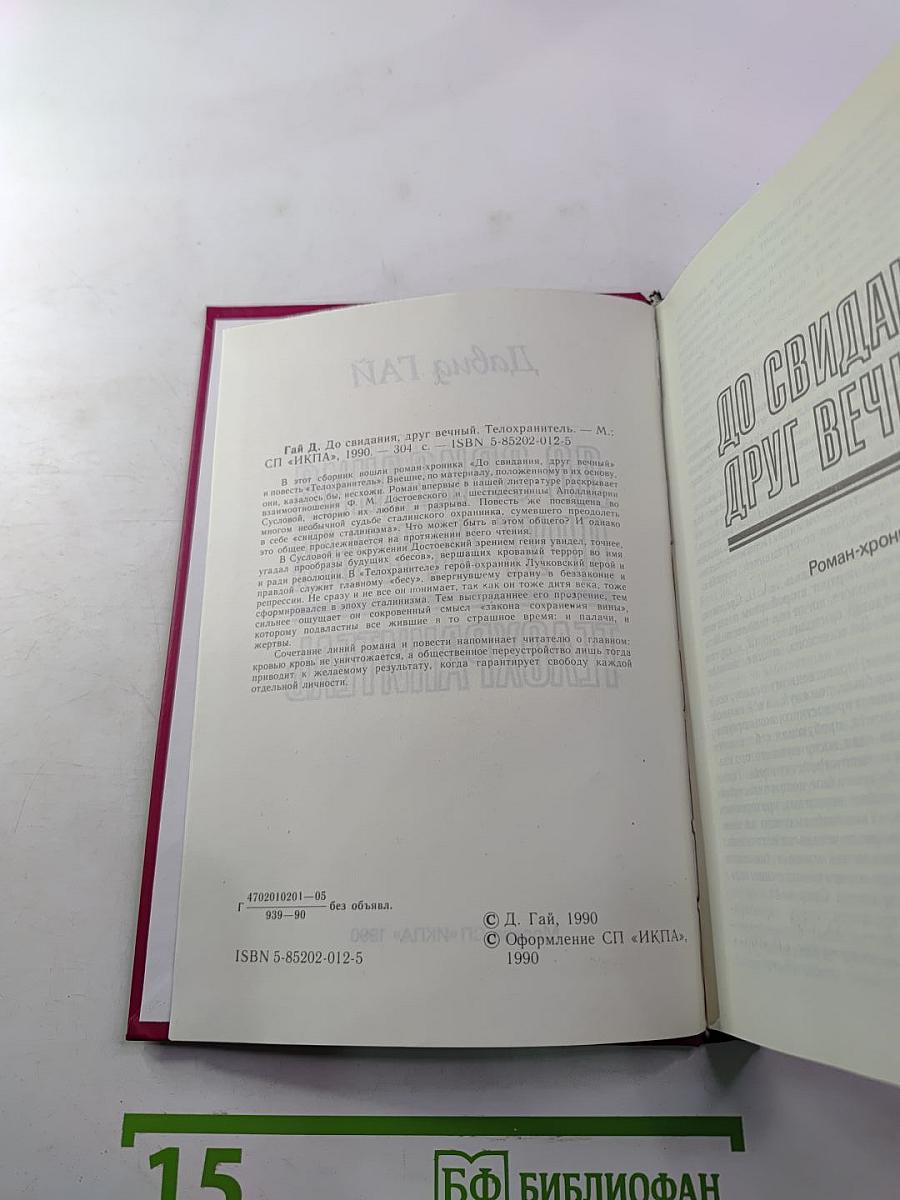 Гай Д. До свидания, друг вечный. Телохранитель. — М.:
СП «ИКПА», 1990. — 304 с. — ISBN 5-85202-012-5
В этот сборник вошли роман-хроника «До свидания, друг вечный»
и повесть «Телохранитель». Внешне, по материалу, положенному в их основу,
они, казалось бы, несхожи. Роман впервые в нашей литературе раскрывает
взаимоотношения Ф. М. Достоевского и шестидесятницы Аполлинарии
Сусловой, историю их любви и разрыва. Повесть же посвящена во
многом необычной судьбе сталинского охранника, сумевшего преодолеть
в себе «синдром сталинизма». Что может быть в этом общего? И однако
это общее прослеживается на протяжении всего чтения.
В Сусловой и ее окружении Достоевский зрением гения увидел, точнее,
угадал прообразы будущих «бесов», вершащих кровавый террор во имя
и ради революции. В «Телохранителе» герой-охранник Лучковский верой и
правдой служит главному «бесу», ввергнувшему страну в беззаконие и
репрессии. Не сразу и не все он понимает, так как он тоже дитя века, тоже
сформировался в эпоху сталинизма. Тем выстраданнее его прозрение, тем
сильнее ощущает он сокровенный смысл «закона сохранения вины»,
которому подвластны все жившие в то страшное время: и палачи, и
жертвы.
Сочетание линий романа и повести напоминает читателю о главном:
кровью кровь не уничтожается, а общественное переустройство лишь тогда
приводит к желаемому результату, когда гарантирует свободу каждой
отдельной личности.
Г 4702010201—05
939—90 без объявл.
ISBN 5-85202-012-5
© Д. Гай, 1990
© Оформление СП «ИКПА»,
1990
ДО СВИДАН
ДРУГ ВЕЧН
Роман-хрони
15
БФ БИБЛИОФАН